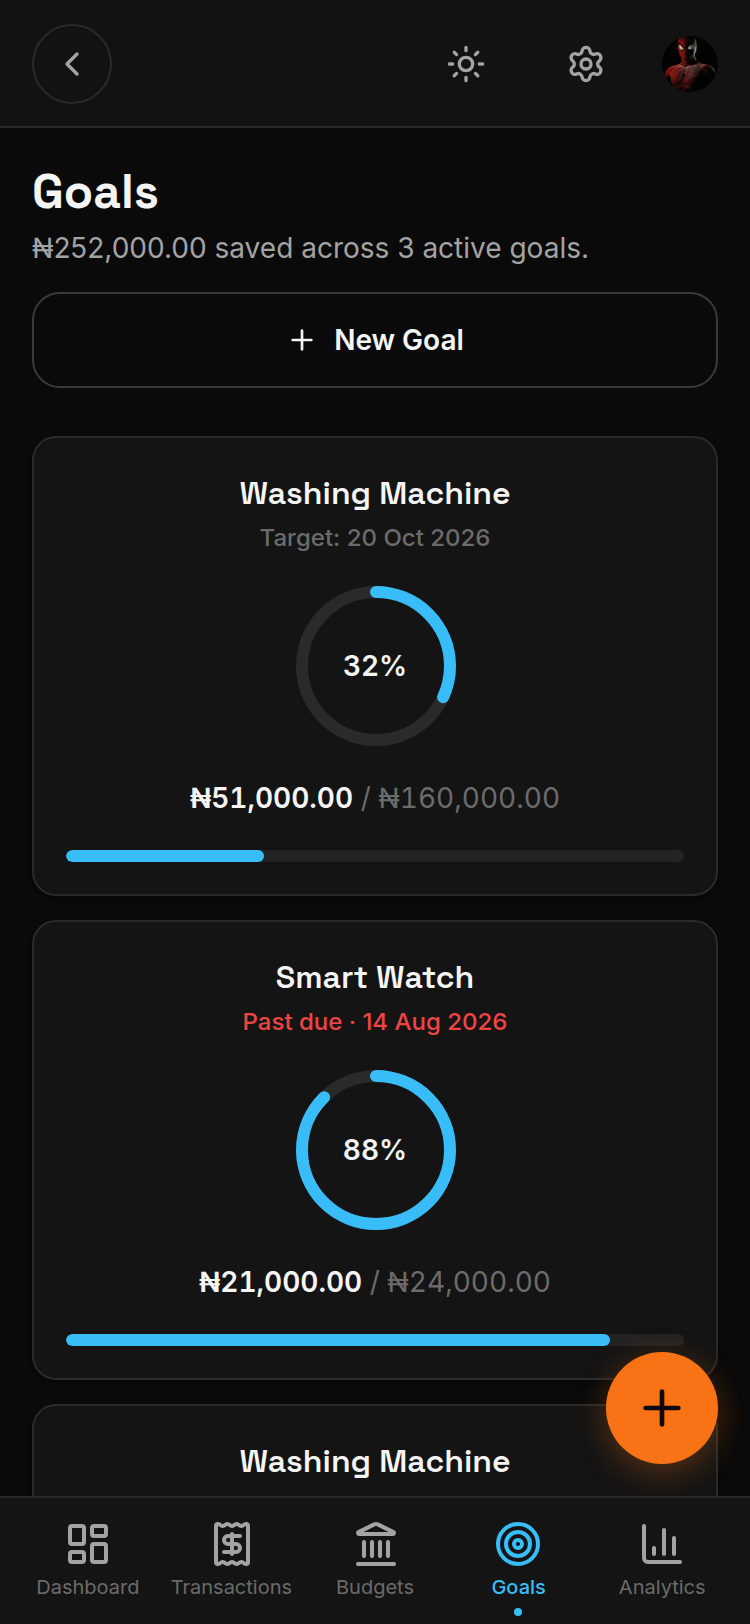 Goals
₦252,000.00 saved across 3 active goals.
New Goal
Washing Machine
Target: 20 Oct 2026
32%
₦51,000.00 / ₦160,000.00
Smart Watch
Past due · 14 Aug 2026
88%
₦21,000.00 / ₦24,000.00
Washing Machine
Dashboard Transactions Budgets Goals Analytics